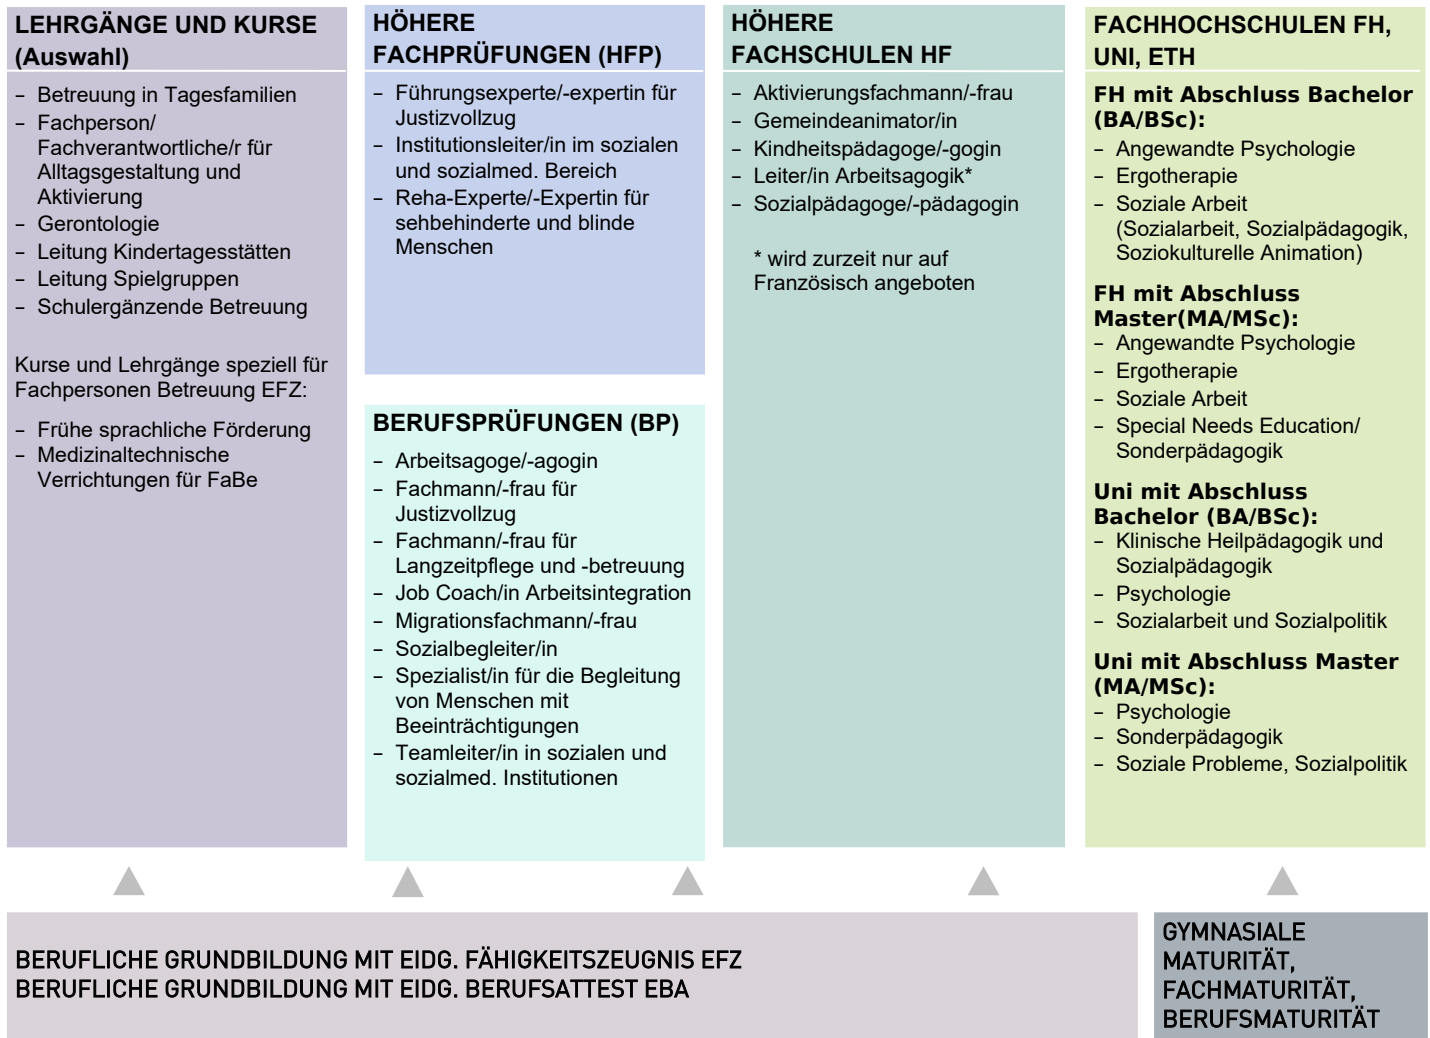 LEHRGÄNGE UND KURSE
(Auswahl)
– Betreuung in Tagesfamilien
– Fachperson/
Fachverantwortliche/r für
Alltagsgestaltung und
Aktivierung
– Gerontologie
– Leitung Kindertagesstätten
– Leitung Spielgruppen
– Schulergänzende Betreuung
Kurse und Lehrgänge speziell für
Fachpersonen Betreuung EFZ:
– Frühe sprachliche Förderung
– Medizinaltechnische
Verrichtungen für FaBe
HÖHERE
FACHPRÜFUNGEN (HFP)
– Führungsexperte/-expertin für
Justizvollzug
– Institutionsleiter/in im sozialen
und sozialmed. Bereich
– Reha-Experte/-Expertin für
sehbehinderte und blinde
Menschen
BERUFSPRÜFUNGEN (BP)
– Arbeitsagoge/-agogin
– Fachmann/-frau für
Justizvollzug
– Fachmann/-frau für
Langzeitpflege und -betreuung
– Job Coach/in Arbeitsintegration
– Migrationsfachmann/-frau
– Sozialbegleiter/in
– Spezialist/in für die Begleitung
von Menschen mit
Beeinträchtigungen
– Teamleiter/in in sozialen und
sozialmed. Institutionen
HÖHERE
FACHSCHULEN HF
– Aktivierungsfachmann/-frau
– Gemeindeanimator/in
– Kindheitspädagoge/-gogin
– Leiter/in Arbeitsagogik*
– Sozialpädagoge/-pädagogin
* wird zurzeit nur auf
Französisch angeboten
FACHHOCHSCHULEN FH,
UNI, ETH
FH mit Abschluss Bachelor
(BA/BSc):
– Angewandte Psychologie
– Ergotherapie
– Soziale Arbeit
(Sozialarbeit, Sozialpädagogik,
Soziokulturelle Animation)
FH mit Abschluss
Master(MA/MSc):
– Angewandte Psychologie
– Ergotherapie
– Soziale Arbeit
– Special Needs Education/
Sonderpädagogik
Uni mit Abschluss
Bachelor (BA/BSc):
– Klinische Heilpädagogik und
Sozialpädagogik
– Psychologie
– Sozialarbeit und Sozialpolitik
Uni mit Abschluss Master
(MA/MSc):
– Psychologie
– Sonderpädagogik
– Soziale Probleme, Sozialpolitik
BERUFLICHE GRUNDBILDUNG MIT EIDG. FÄHIGKEITSZEUGNIS EFZ
BERUFLICHE GRUNDBILDUNG MIT EIDG. BERUFSATTEST EBA
GYMNASIALE
MATURITÄT,
FACHMATURITÄT,
BERUFSMATURITÄT